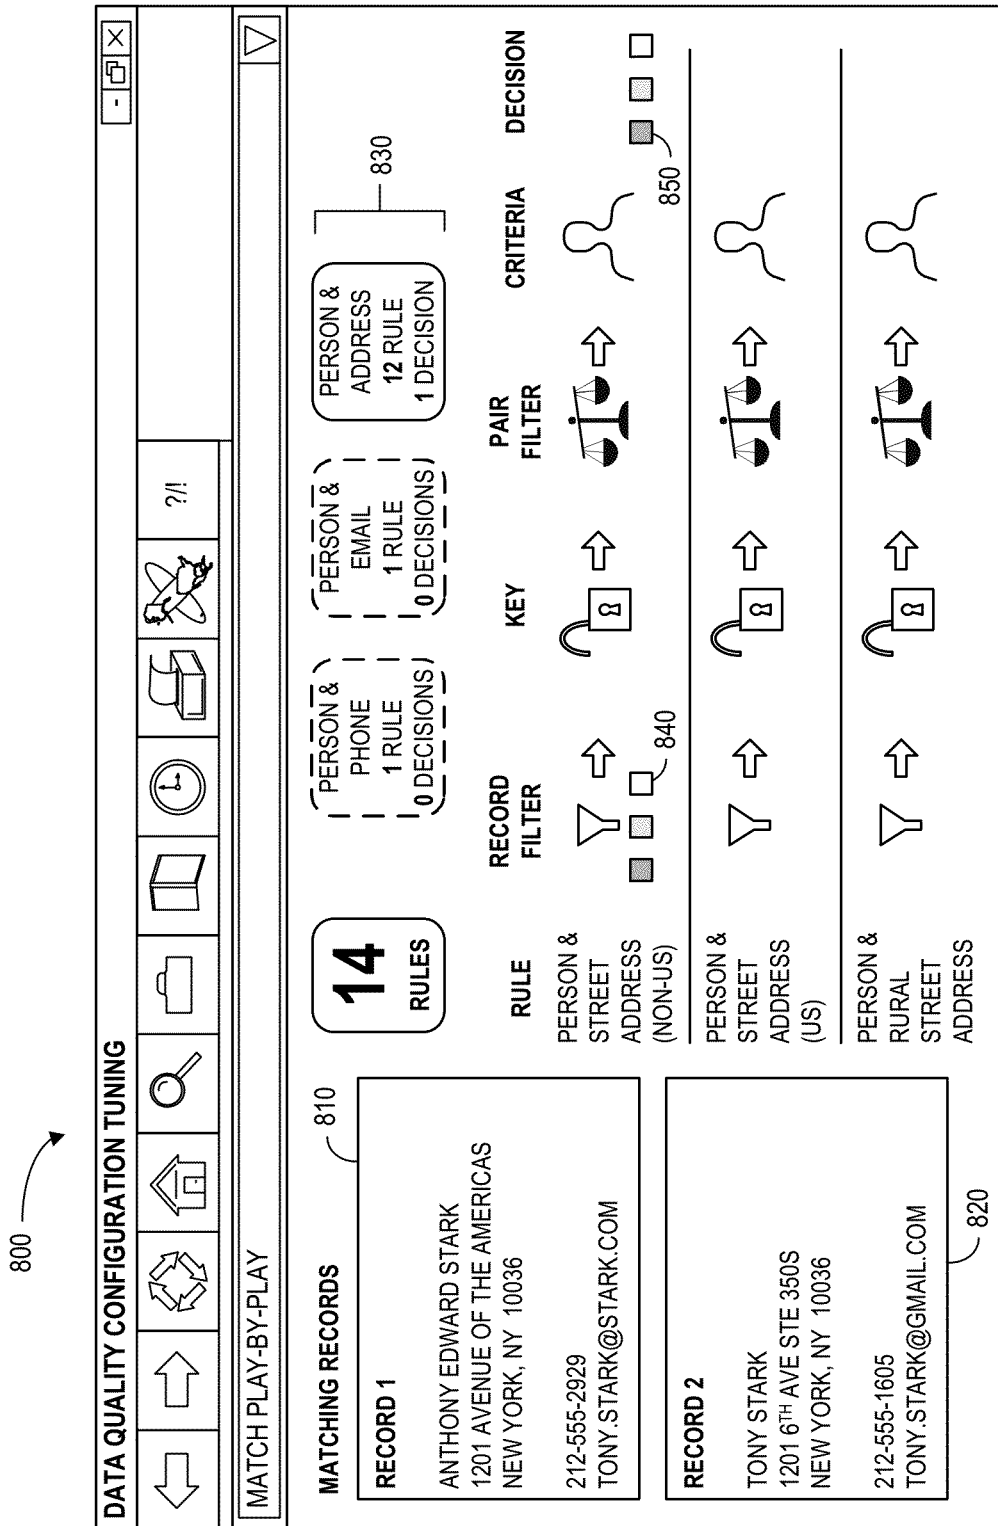 800
DATA QUALITY CONFIGURATION TUNING
- X
?/!
MATCH PLAY-BY-PLAY
MATCHING RECORDS
810
RECORD 1
ANTHONY EDWARD STARK
1201 AVENUE OF THE AMERICAS
NEW YORK, NY 10036
212-555-2929
TONY.STARK@STARK.COM
RECORD 2
TONY STARK
1201 6TH AVE STE 350S
NEW YORK, NY 10036
212-555-1605
TONY.STARK@GMAIL.COM
820
14
RULES
PERSON &
PHONE
1 RULE
0 DECISIONS
PERSON &
EMAIL
1 RULE
0 DECISIONS
PERSON &
ADDRESS
12 RULE
1 DECISION
830
RULE
RECORD
FILTER
KEY
PAIR
FILTER
CRITERIA
DECISION
PERSON &
STREET
ADDRESS
(NON-US)
840
850
PERSON &
STREET
ADDRESS
(US)
PERSON &
RURAL
STREET
ADDRESS